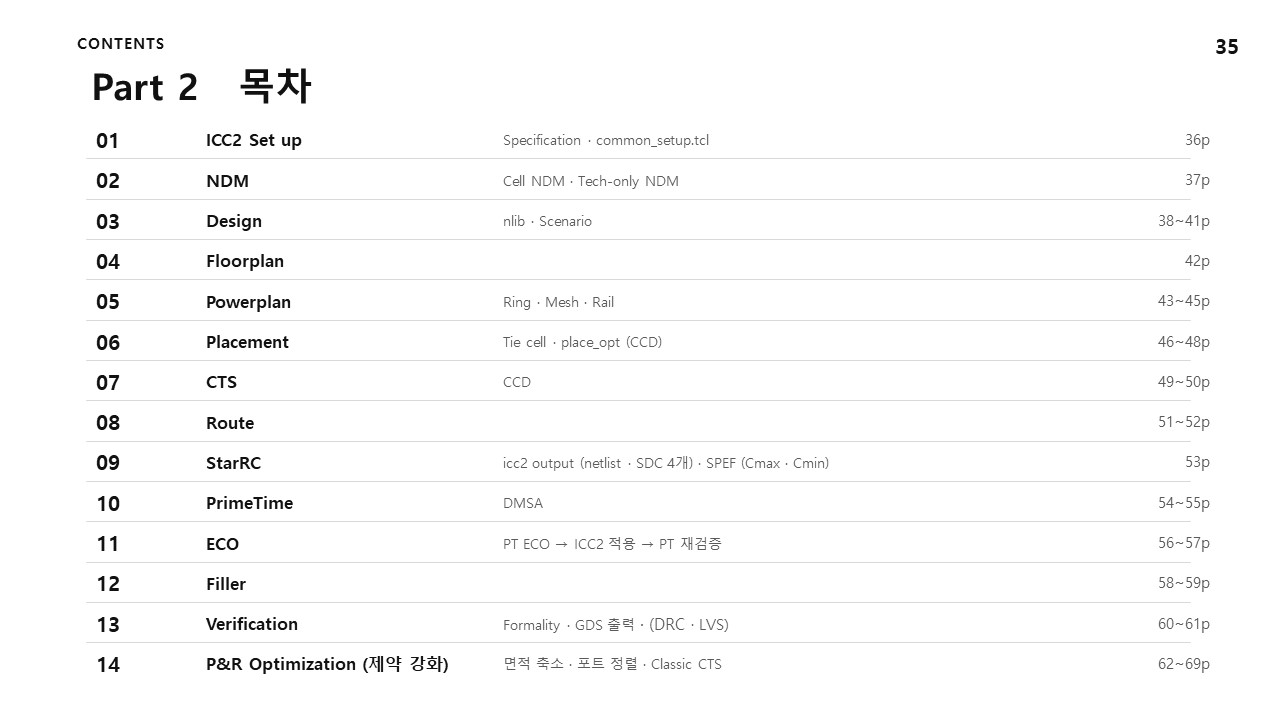 CONTENTS
35
Part 2 목차
01 ICC2 Set up Specification · common_setup.tcl 36p
02 NDM Cell NDM · Tech-only NDM 37p
03 Design nlib · Scenario 38~41p
04 Floorplan 42p
05 Powerplan Ring · Mesh · Rail 43~45p
06 Placement Tie cell · place_opt (CCD) 46~48p
07 CTS CCD 49~50p
08 Route 51~52p
09 StarRC icc2 output (netlist · SDC 4개) · SPEF (Cmax · Cmin) 53p
10 PrimeTime DMSA 54~55p
11 ECO PT ECO → ICC2 적용 → PT 재검증 56~57p
12 Filler 58~59p
13 Verification Formality · GDS 출력 · (DRC · LVS) 60~61p
14 P&R Optimization (제약 강화) 면적 축소 · 포트 정렬 · Classic CTS 62~69p